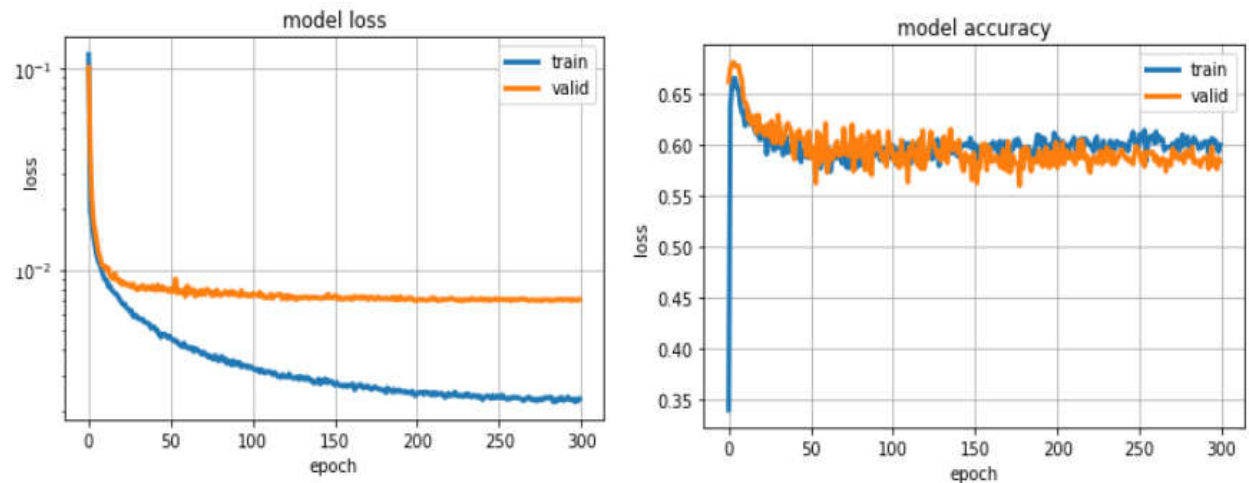 model loss
10⁻¹
10⁻²
loss
train
valid
0 50 100 150 200 250 300
epoch
model accuracy
0.65
0.60
0.55
0.50
0.45
0.40
0.35
loss
train
valid
0 50 100 150 200 250 300
epoch